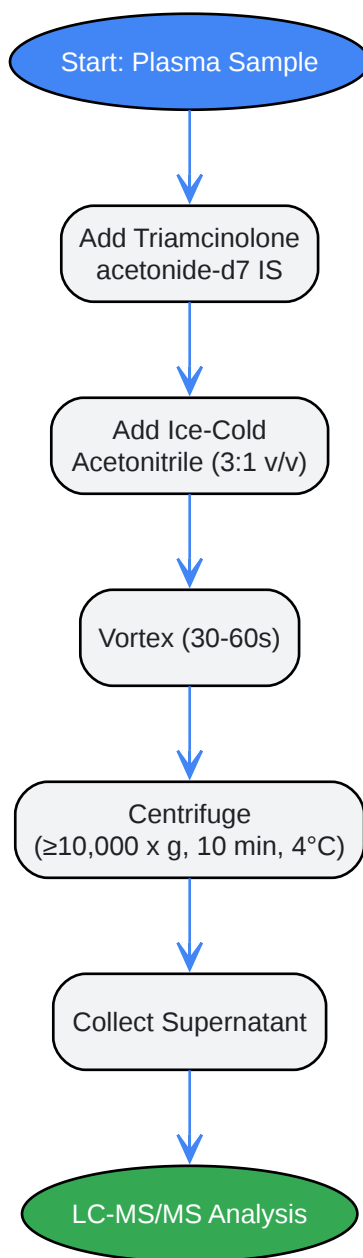 Start: Plasma Sample
Add Triamcinolone
acetonide-d7 IS
Add Ice-Cold
Acetonitrile (3:1 v/v)
Vortex (30-60s)
Centrifuge
(≥10,000 x g, 10 min, 4°C)
Collect Supernatant
LC-MS/MS Analysis